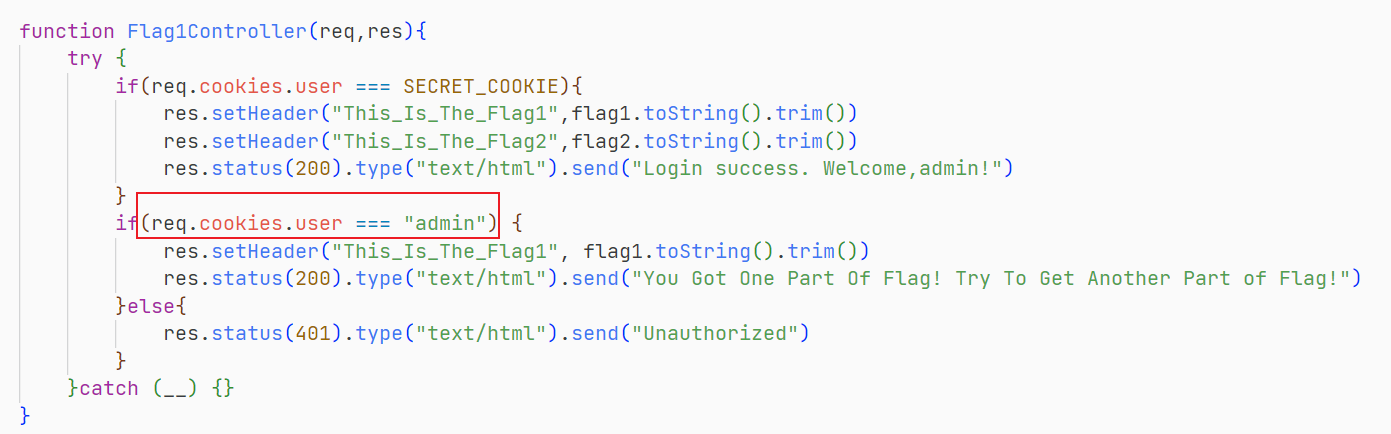 function Flag1Controller(req,res){
    try {
        if(req.cookies.user === SECRET_COOKIE){
            res.setHeader("This_Is_The_Flag1",flag1.toString().trim())
            res.setHeader("This_Is_The_Flag2",flag2.toString().trim())
            res.status(200).type("text/html").send("Login success. Welcome,admin!")
        }
        if(req.cookies.user === "admin") {
            res.setHeader("This_Is_The_Flag1", flag1.toString().trim())
            res.status(200).type("text/html").send("You Got One Part Of Flag! Try To Get Another Part of Flag!")
        }else{
            res.status(401).type("text/html").send("Unauthorized")
        }
    }catch (__) {}
}